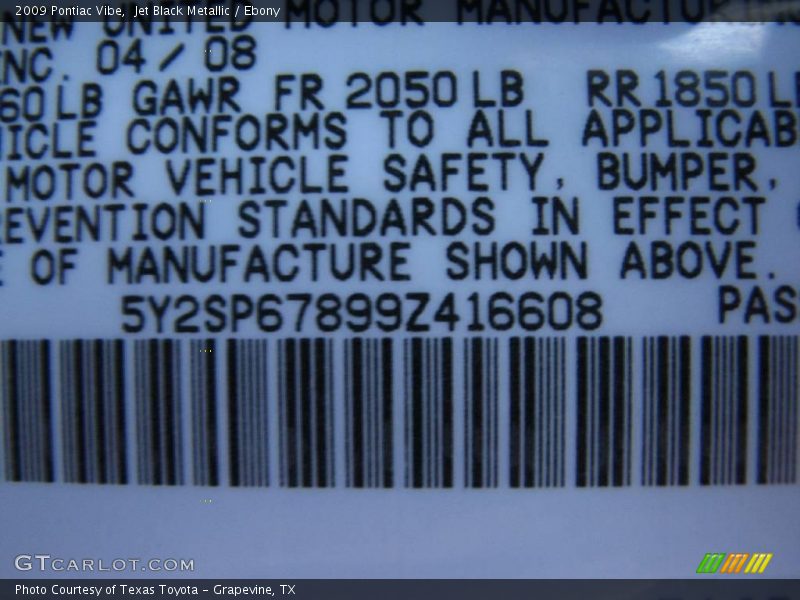 2009 Pontiac Vibe, Jet Black Metallic / Ebony
NEW UNITED MOTOR
INC. 04 / 08
60 LB GAWR FR 2050 LB RR 1850 L
ICLE CONFORMS TO ALL APPLICAB
MOTOR VEHICLE SAFETY, BUMPER,
EVENTION STANDARDS IN EFFECT
E OF MANUFACTURE SHOWN ABOVE.
5Y2SP67899Z416608 PAS
GTCARLOT.COM
Photo Courtesy of Texas Toyota - Grapevine, TX